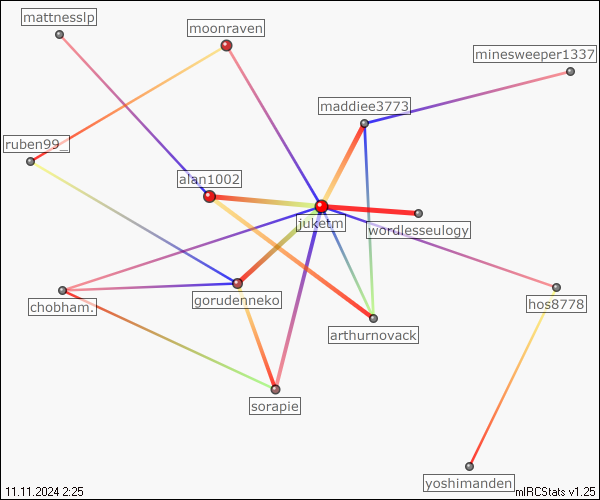 mattnesslp
moonraven
minesweeper1337
maddiee3773
ruben99_
alan1002
juketm
wordlesseulogy
chobham.
gorudenneko
hos8778
arthurnovack
sorapie
yoshimanden
11.11.2024 2:25
mIRCStats v1.25